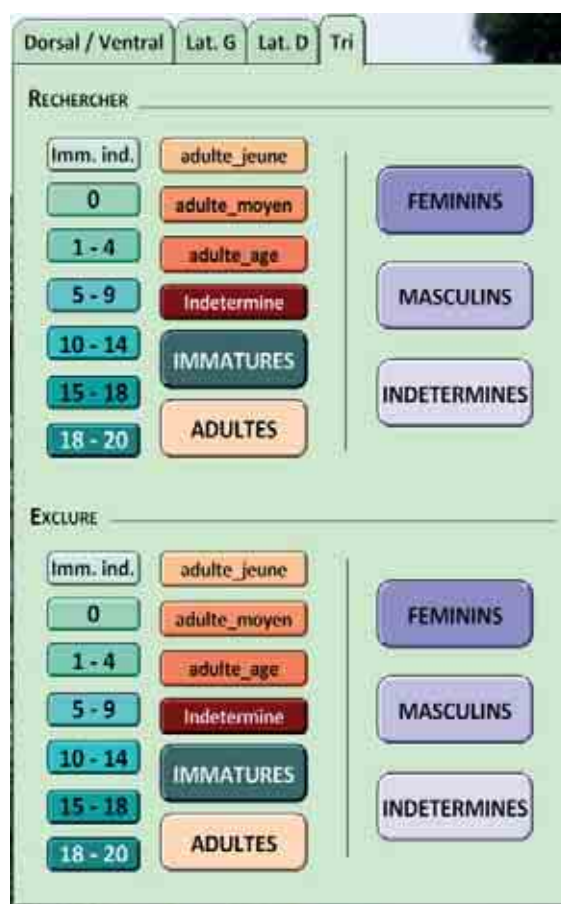 Dorsal / Ventral Lat. G Lat. D Tri
RECHERCHER
Imm. ind. adulte_jeune
0 adulte_moyen FEMININS
1 - 4 adulte_age
5 - 9 Indetermine MASCULINS
10 - 14 IMMATURES
15 - 18 INDETERMINES
18 - 20 ADULTES
EXCLURE
Imm. ind. adulte_jeune
0 adulte_moyen FEMININS
1 - 4 adulte_age
5 - 9 Indetermine MASCULINS
10 - 14 IMMATURES
15 - 18 INDETERMINES
18 - 20 ADULTES